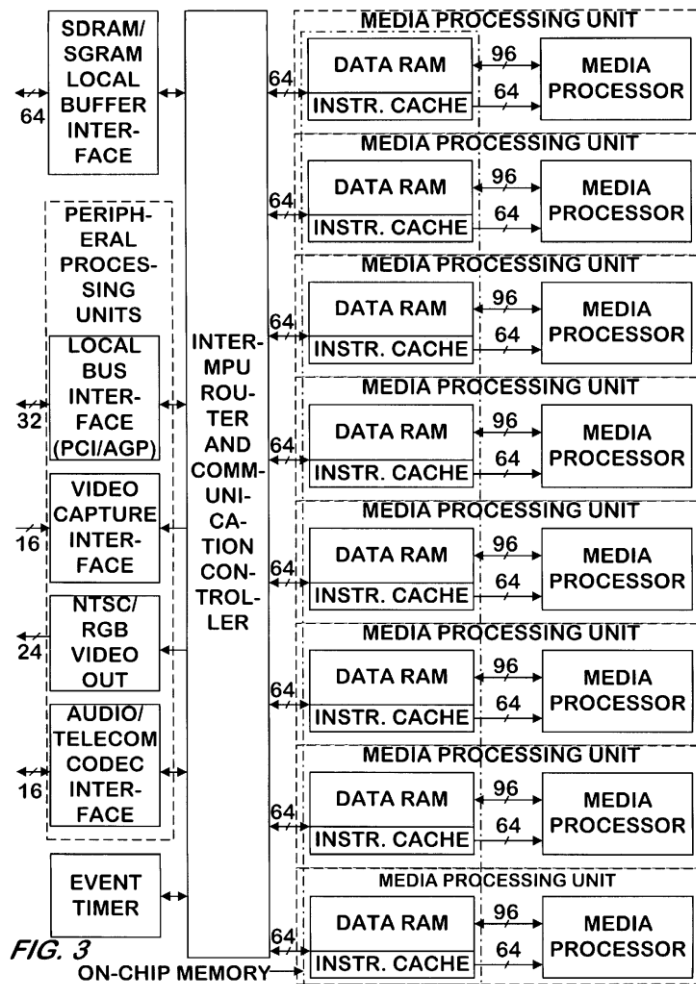 SDRAM/
SGRAM
LOCAL
BUFFER
INTER-
FACE
64
PERIPH-
ERAL
PROCES-
SING
UNITS
LOCAL
BUS
INTER-
FACE
(PCI/AGP)
32
VIDEO
CAPTURE
INTER-
FACE
16
NTSC/
RGB
VIDEO
OUT
24
AUDIO/
TELECOM
CODEC
INTER-
FACE
16
EVENT
TIMER
INTER-
MPU
ROU-
TER
AND
COMM-
UNI-
CA-
TION
CON-
TROL-
LER
MEDIA PROCESSING UNIT
64
DATA RAM
INSTR. CACHE
96
64
MEDIA
PROCESSOR
MEDIA PROCESSING UNIT
64
DATA RAM
INSTR. CACHE
96
64
MEDIA
PROCESSOR
MEDIA PROCESSING UNIT
64
DATA RAM
INSTR. CACHE
96
64
MEDIA
PROCESSOR
MEDIA PROCESSING UNIT
64
DATA RAM
INSTR. CACHE
96
64
MEDIA
PROCESSOR
MEDIA PROCESSING UNIT
64
DATA RAM
INSTR. CACHE
96
64
MEDIA
PROCESSOR
MEDIA PROCESSING UNIT
64
DATA RAM
INSTR. CACHE
96
64
MEDIA
PROCESSOR
MEDIA PROCESSING UNIT
64
DATA RAM
INSTR. CACHE
96
64
MEDIA
PROCESSOR
MEDIA PROCESSING UNIT
64
DATA RAM
INSTR. CACHE
96
64
MEDIA
PROCESSOR
FIG. 3
ON-CHIP MEMORY